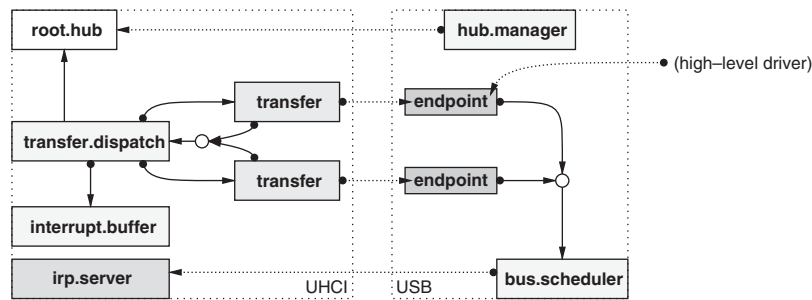 root.hub
hub.manager
(high–level driver)
transfer
endpoint
transfer.dispatch
transfer
endpoint
interrupt.buffer
irp.server
UHCI
USB
bus.scheduler